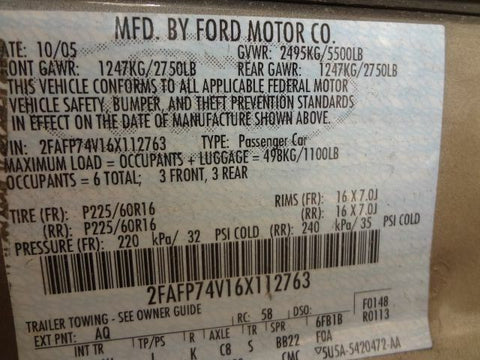 MFD. BY FORD MOTOR CO.
DATE: 10/05 GVWR: 2495KG/5500LB
FRONT GAWR: 1247KG/2750LB REAR GAWR: 1247KG/2750LB
THIS VEHICLE CONFORMS TO ALL APPLICABLE FEDERAL MOTOR
VEHICLE SAFETY, BUMPER, AND THEFT PREVENTION STANDARDS
IN EFFECT ON THE DATE OF MANUFACTURE SHOWN ABOVE.
VIN: 2FAFP74V16X112763 TYPE: Passenger Car
MAXIMUM LOAD = OCCUPANTS + LUGGAGE = 498KG/1100LB
OCCUPANTS = 6 TOTAL; 3 FRONT, 3 REAR
TIRE (FR): P225/60R16 RIMS (FR): 16 X 7.0J
(RR): P225/60R16 (RR): 16 X 7.0J
PRESSURE (FR): 220 kPa/ 32 PSI COLD (RR): 240 kPa/ 35 PSI COLD
2FAFP74V16X112763
TRAILER TOWING - SEE OWNER GUIDE RC: 58 DSO: F0148
EXT PNT: AQ 6FB1B R0113
INT TR TP/PS R AXLE TR SPR FQA
L K C8 S BB22 5U5A-5420472-AA
CMC